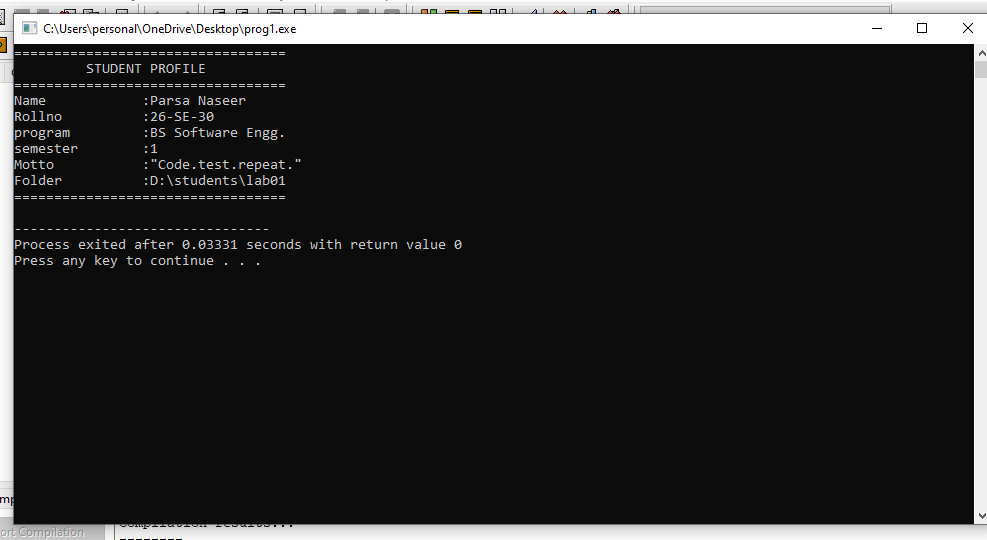 C:\Users\personal\OneDrive\Desktop\prog1.exe
==================================
         STUDENT PROFILE
==================================
Name            :Parsa Naseer
Rollno          :26-SE-30
program         :BS Software Engg.
semester        :1
Motto           :"Code.test.repeat."
Folder          :D:\students\lab01
==================================
--------------------------------
Process exited after 0.03331 seconds with return value 0
Press any key to continue . . .
ort Compilation
Compilation results...
--------